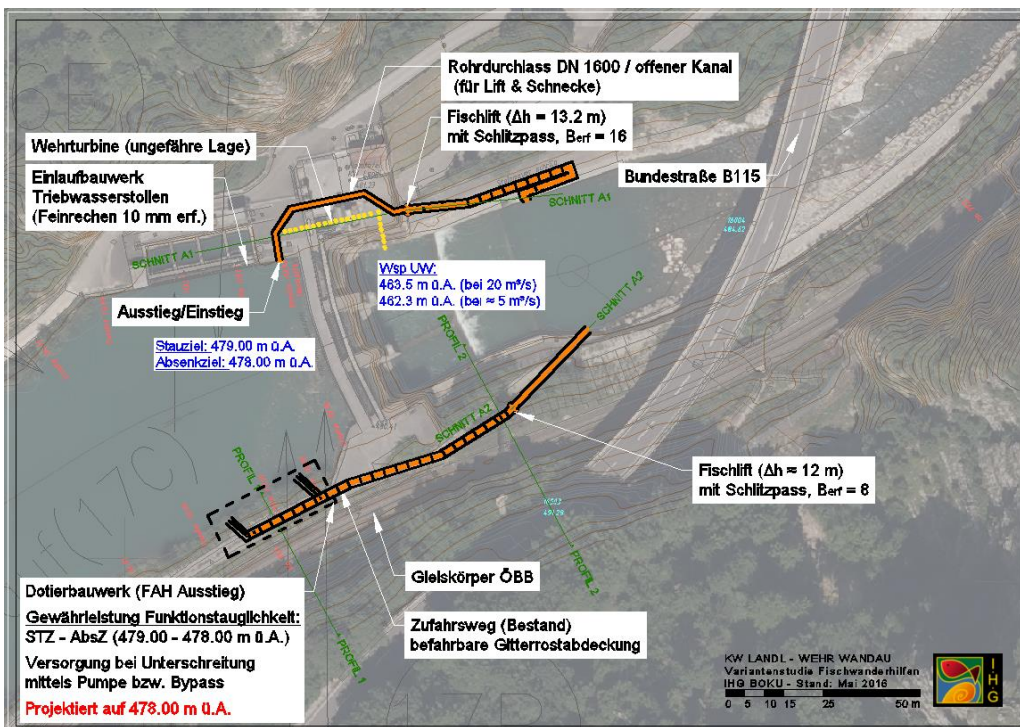 Rohrdurchlass DN 1600 / offener Kanal
(für Lift & Schnecke)
Fischlift (Δh = 13.2 m)
mit Schlitzpass, Berf = 16
Wehrturbine (ungefähre Lage)
Einlaufbauwerk
Triebwasserstollen
(Feinrechen 10 mm erf.)
Bundestraße B115
SCHNITT A1
SCHNITT A1
Wsp UW:
463.5 m ü.A. (bei 20 m³/s)
462.3 m ü.A. (bei ≈ 5 m³/s)
Ausstieg/Einstieg
Stauziel: 479.00 m ü.A.
Absenkziel: 478.00 m ü.A.
SCHNITT A2
PROFIL 2
SCHNITT A2
PROFIL
Fischlift (Δh ≈ 12 m)
mit Schlitzpass, Berf = 8
Dotierbauwerk (FAH Ausstieg)
Gewährleistung Funktionstauglichkeit:
STZ - AbsZ (479.00 - 478.00 m ü.A.)
Versorgung bei Unterschreitung
mittels Pumpe bzw. Bypass
Projektiert auf 478.00 m ü.A.
Gleiskörper ÖBB
Zufahrsweg (Bestand)
befahrbare Gitterrostabdeckung
PROFIL 2
PROFIL 1
KW LANDL - WEHR WANDAU
Variantenstudie Fischwanderhilfen
IHG BOKU - Stand: Mai 2016
0 5 10 15 25 50 m
IHG